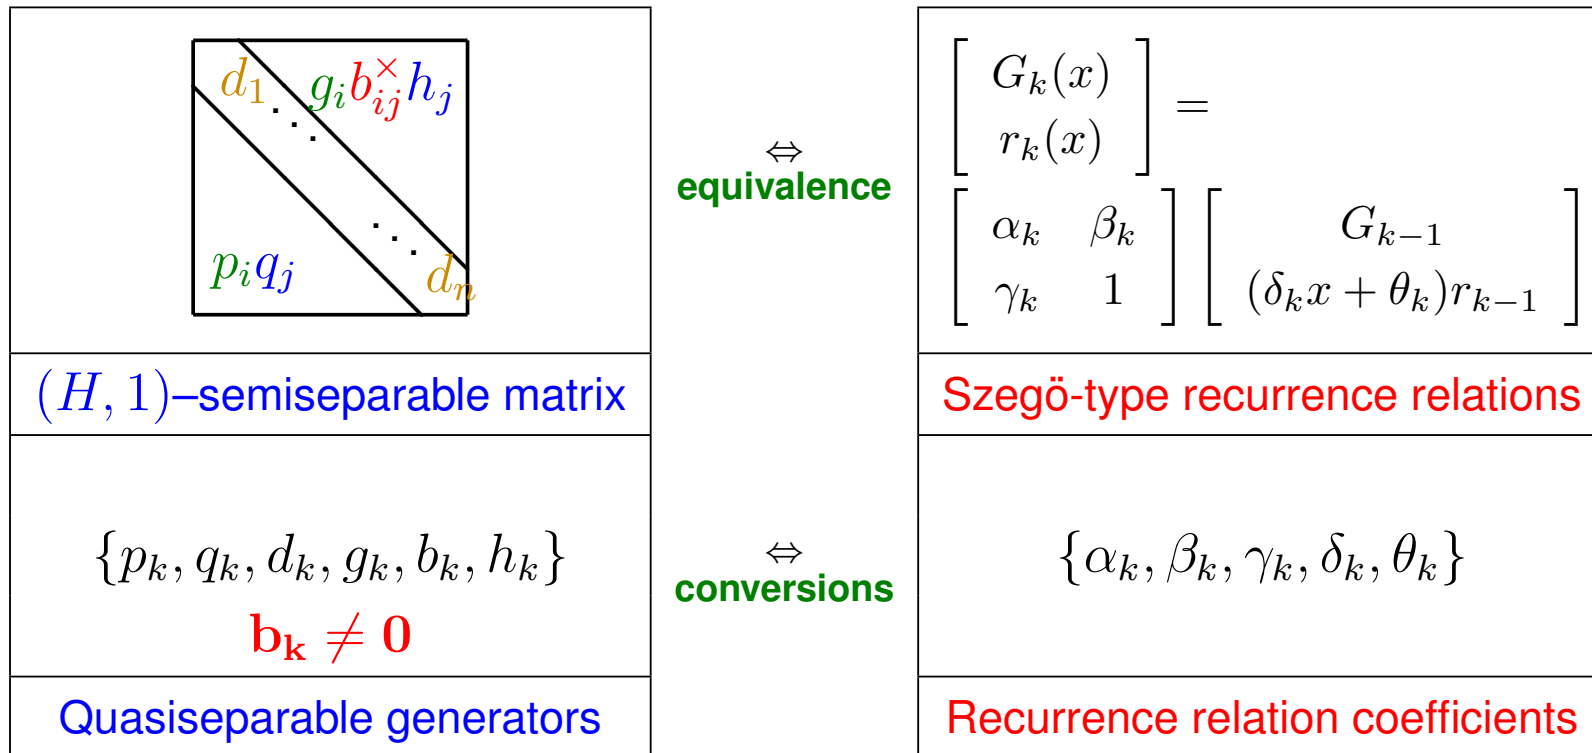 d_1 g_i b_{ij}^× h_j
⋱
⋱
p_i q_j d_n
(H, 1)–semiseparable matrix
{p_k, q_k, d_k, g_k, b_k, h_k}
b_k ≠ 0
Quasiseparable generators
⇔
equivalence
⇔
conversions
[ G_k(x) ; r_k(x) ] =
[ α_k β_k ; γ_k 1 ] [ G_{k−1} ; (δ_k x + θ_k) r_{k−1} ]
Szegö-type recurrence relations
{α_k, β_k, γ_k, δ_k, θ_k}
Recurrence relation coefficients